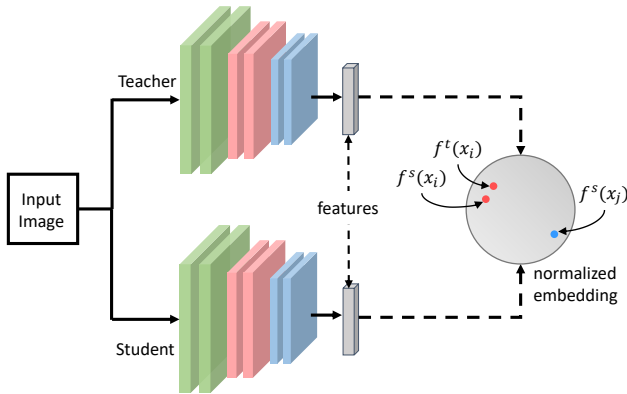 Teacher
Input
Image
features
Student
f^t(x_i)
f^s(x_i)
f^s(x_j)
normalized
embedding